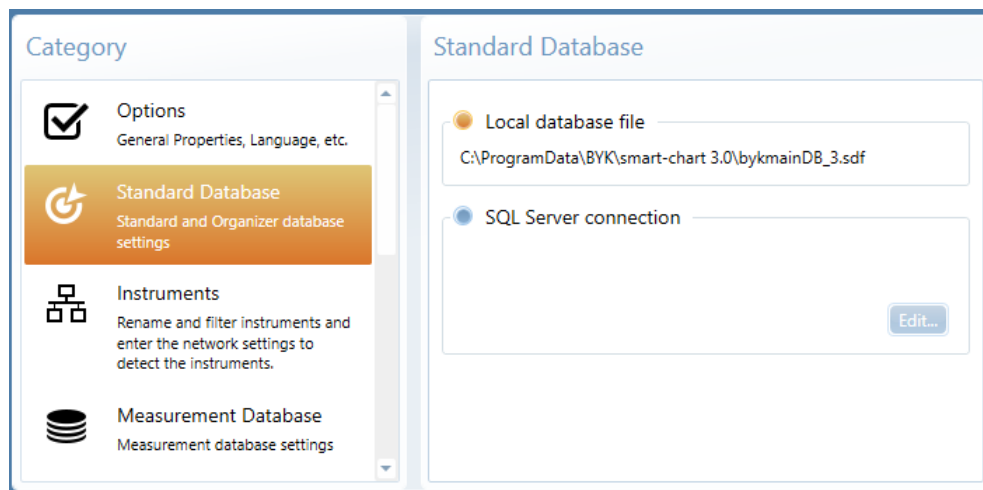 Category
Options
General Properties, Language, etc.
Standard Database
Standard and Organizer database
settings
Instruments
Rename and filter instruments and
enter the network settings to
detect the instruments.
Measurement Database
Measurement database settings
Standard Database
Local database file
C:\ProgramData\BYK\smart-chart 3.0\bykmainDB_3.sdf
SQL Server connection
Edit...